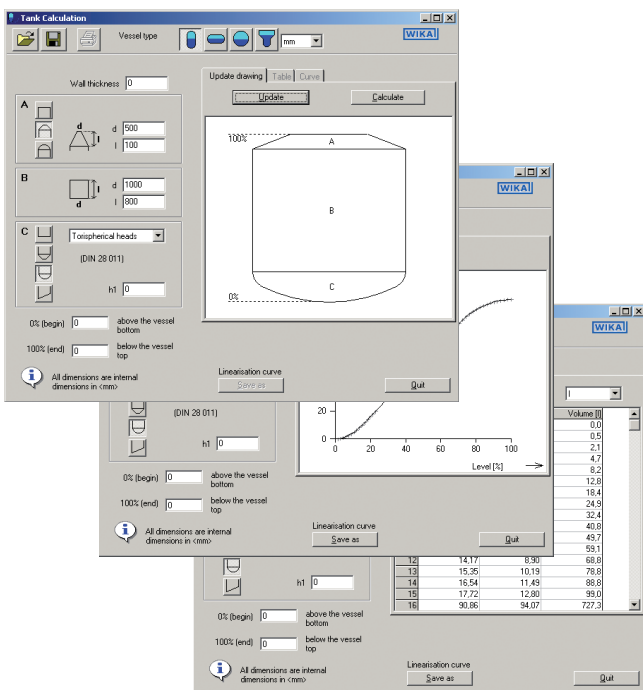 Tank Calculation
Vessel type
mm
WIKA
Wall thickness 0
Update drawing Table Curve
Update Calculate
A
d
l
d 500
l 100
100%
A
B
d
l
d 1000
l 800
B
C
Torispherical heads
(DIN 28 011)
h1 0
C
0%
0% (begin) 0 above the vessel
bottom
100% (end) 0 below the vessel
top
All dimensions are internal
dimensions in <mm>
Linearisation curve
Save as
Quit
WIKA
20
0
0 20 40 60 80 100
Level [%]
(DIN 28 011)
h1 0
0% (begin) 0 above the vessel
bottom
100% (end) 0 below the vessel
top
All dimensions are internal
dimensions in <mm>
Linearisation curve
Save as
Quit
WIKA
l
Volume [l]
0,0
0,5
2,1
4,7
8,2
12,8
18,4
24,9
32,4
40,8
49,7
59,1
12 14,17 8,90 68,8
13 15,35 10,19 78,8
14 16,54 11,49 88,8
15 17,72 12,80 99,0
16 90,86 94,07 727,3
h1 0
0% (begin) 0 above the vessel
bottom
100% (end) 0 below the vessel
top
All dimensions are internal
dimensions in <mm>
Linearisation curve
Save as
Quit